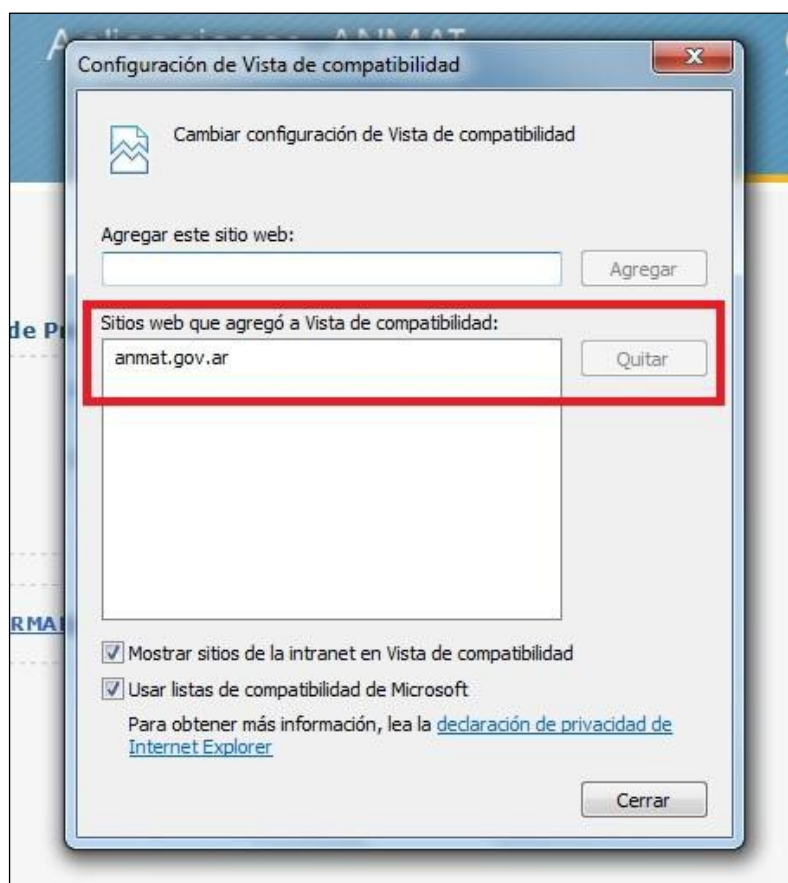 Configuración de Vista de compatibilidad
Cambiar configuración de Vista de compatibilidad
Agregar este sitio web:
Agregar
de
Sitios web que agregó a Vista de compatibilidad:
anmat.gov.ar
Quitar
Mostrar sitios de la intranet en Vista de compatibilidad
Usar listas de compatibilidad de Microsoft
Para obtener más información, lea la declaración de privacidad de
Internet Explorer
Cerrar